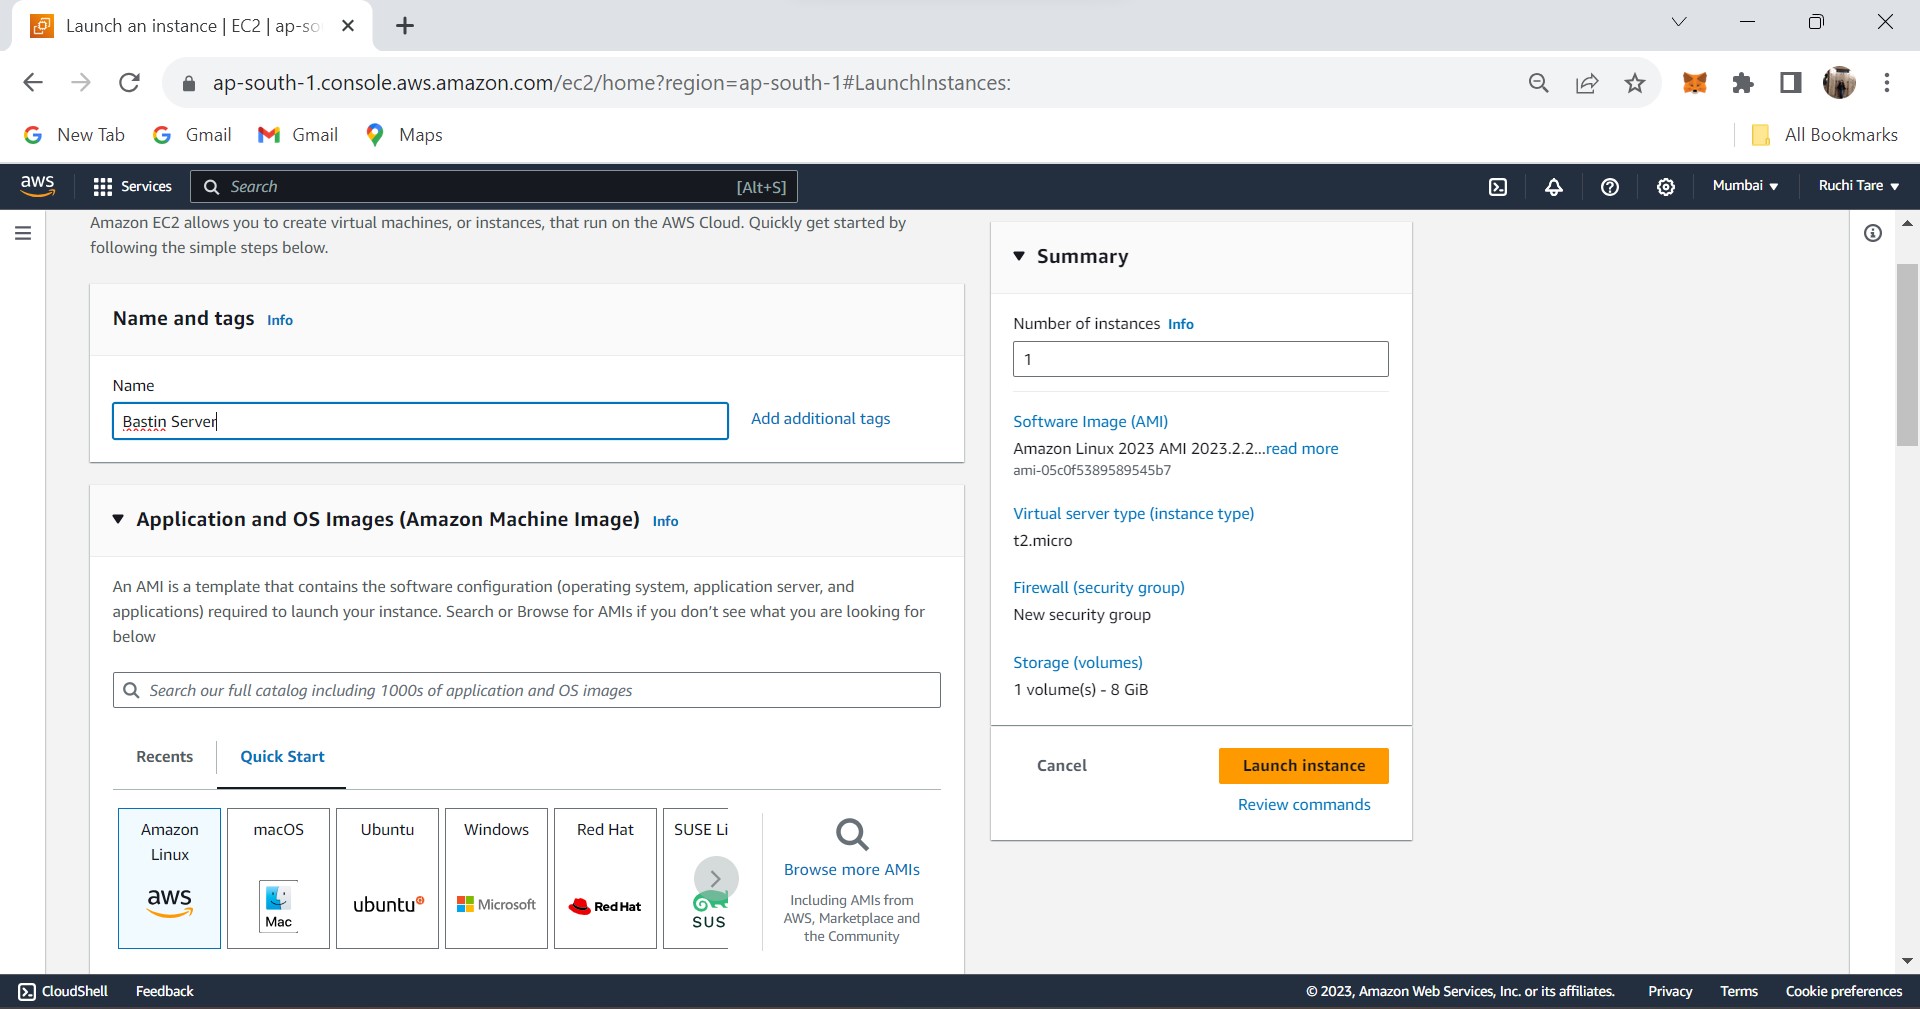 Launch an instance | EC2 | ap-so
ap-south-1.console.aws.amazon.com/ec2/home?region=ap-south-1#LaunchInstances:
New Tab
Gmail
Gmail
Maps
All Bookmarks
aws
Services
Search
[Alt+S]
Mumbai
Ruchi Tare
Amazon EC2 allows you to create virtual machines, or instances, that run on the AWS Cloud. Quickly get started by
following the simple steps below.
Name and tags Info
Name
Bastin Server
Add additional tags
Application and OS Images (Amazon Machine Image) Info
An AMI is a template that contains the software configuration (operating system, application server, and
applications) required to launch your instance. Search or Browse for AMIs if you don't see what you are looking for
below
Search our full catalog including 1000s of application and OS images
Recents
Quick Start
Amazon
Linux
aws
macOS
Mac
Ubuntu
ubuntu
Windows
Microsoft
Red Hat
Red Hat
SUSE Li
SUS
Browse more AMIs
Including AMIs from
AWS, Marketplace and
the Community
Summary
Number of instances Info
1
Software Image (AMI)
Amazon Linux 2023 AMI 2023.2.2...read more
ami-05c0f5389589545b7
Virtual server type (instance type)
t2.micro
Firewall (security group)
New security group
Storage (volumes)
1 volume(s) - 8 GiB
Cancel
Launch instance
Review commands
CloudShell
Feedback
© 2023, Amazon Web Services, Inc. or its affiliates.
Privacy
Terms
Cookie preferences